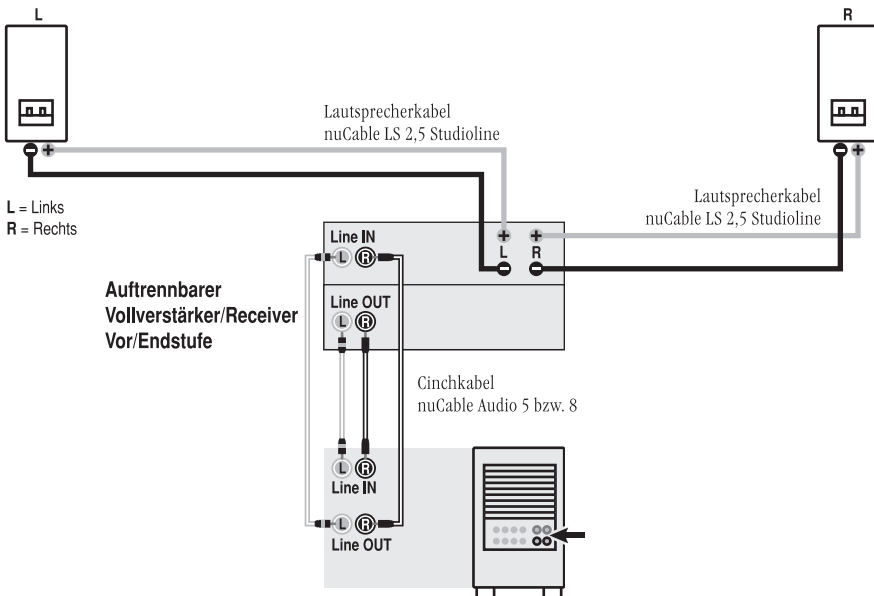 L
R
Lautsprecherkabel
nuCable LS 2,5 Studioline
L = Links
R = Rechts
Lautsprecherkabel
nuCable LS 2,5 Studioline
Line IN
L R
L R
Auftrennbarer
Vollverstärker/Receiver
Vor/Endstufe
Line OUT
L R
Cinchkabel
nuCable Audio 5 bzw. 8
L R
Line IN
L R
Line OUT